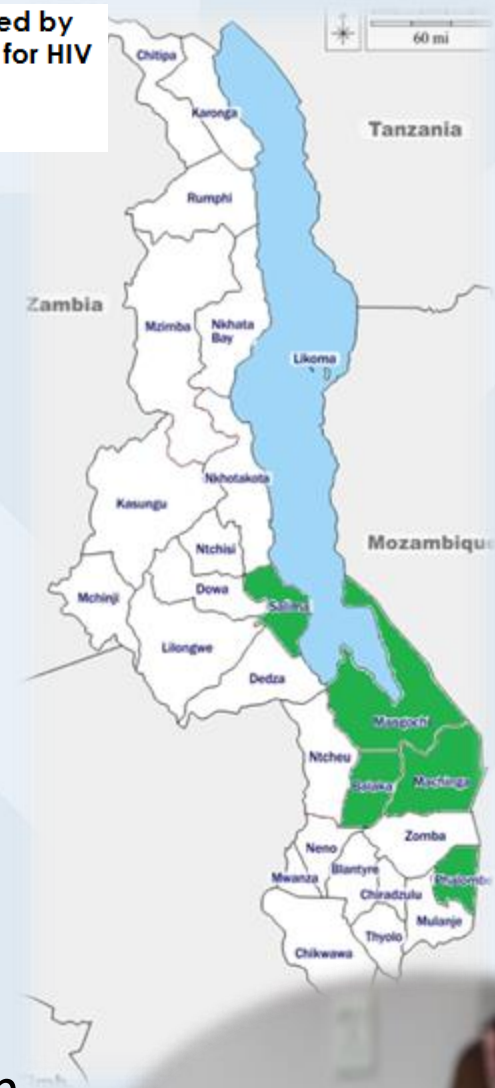 ed by
for HIV
60 mi
Chitipa
Karonga
Tanzania
Rumphi
Zambia
Mzimba
Nkhata
Bay
Likoma
Nkhotakota
Kasungu
Mozambique
Ntchisi
Dowa
Mchinji
Salima
Lilongwe
Dedza
Mangochi
Ntcheu
Balaka
Machinga
Zomba
Neno
Blantyre
Mwanza
Phalombe
Chiradzulu
Mulanje
Thyolo
Chikwawa